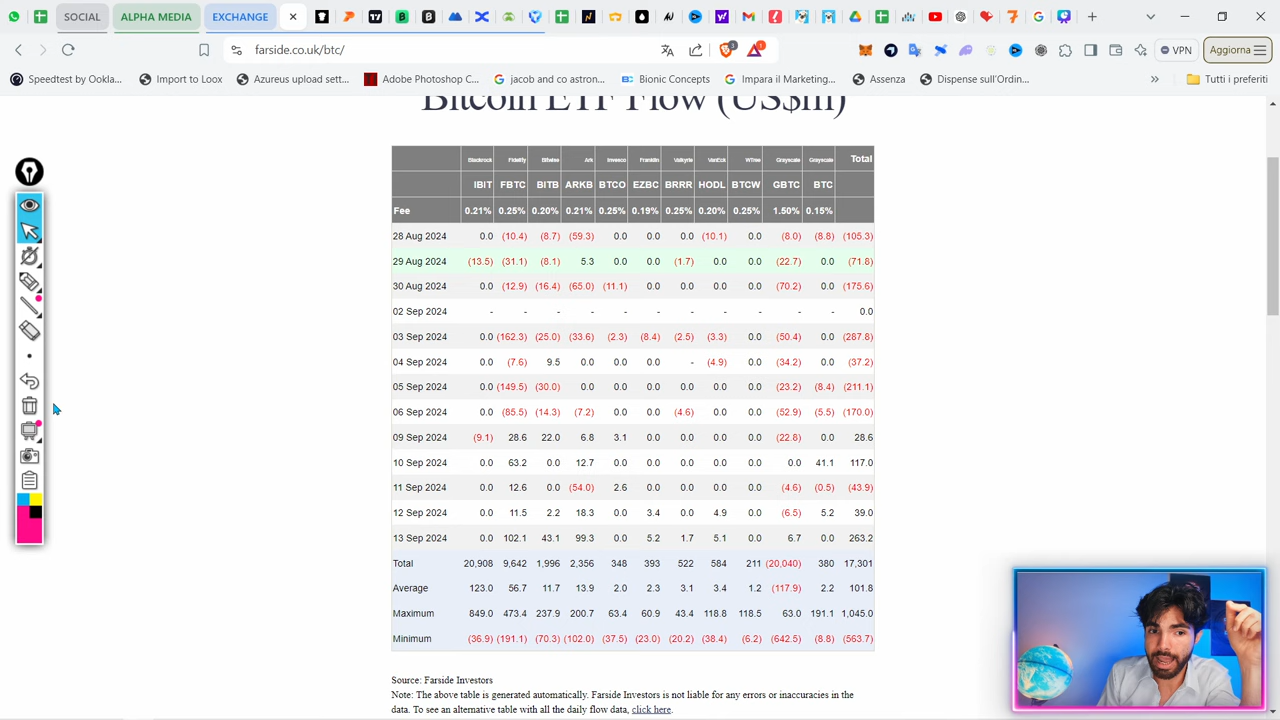 SOCIAL
ALPHA MEDIA
EXCHANGE
farside.co.uk/btc/
VPN
Aggiorna
Speedtest by Ookla...
Import to Loox
Azureus upload sett...
Adobe Photoshop C...
jacob and co astron...
Bionic Concepts
Impara il Marketing...
Assenza
Dispense sull'Ordin...
Tutti i preferiti
Bitcoin ETF Flow (US$m)
Blackrock Fidelity Bitwise Ark Invesco Franklin Valkyrie VanEck WTree Grayscale Grayscale Total
IBIT FBTC BITB ARKB BTCO EZBC BRRR HODL BTCW GBTC BTC
Fee 0.21% 0.25% 0.20% 0.21% 0.25% 0.19% 0.25% 0.20% 0.25% 1.50% 0.15%
28 Aug 2024 0.0 (10.4) (8.7) (59.3) 0.0 0.0 0.0 (10.1) 0.0 (8.0) (8.8) (105.3)
29 Aug 2024 (13.5) (31.1) (8.1) 5.3 0.0 0.0 (1.7) 0.0 0.0 (22.7) 0.0 (71.8)
30 Aug 2024 0.0 (12.9) (16.4) (65.0) (11.1) 0.0 0.0 0.0 0.0 (70.2) 0.0 (175.6)
02 Sep 2024 - - - - - - - - - - - 0.0
03 Sep 2024 0.0 (162.3) (25.0) (33.6) (2.3) (8.4) (2.5) (3.3) 0.0 (50.4) 0.0 (287.8)
04 Sep 2024 0.0 (7.6) 9.5 0.0 0.0 0.0 - (4.9) 0.0 (34.2) 0.0 (37.2)
05 Sep 2024 0.0 (149.5) (30.0) 0.0 0.0 0.0 0.0 0.0 0.0 (23.2) (8.4) (211.1)
06 Sep 2024 0.0 (85.5) (14.3) (7.2) 0.0 0.0 (4.6) 0.0 0.0 (52.9) (5.5) (170.0)
09 Sep 2024 (9.1) 28.6 22.0 6.8 3.1 0.0 0.0 0.0 0.0 (22.8) 0.0 28.6
10 Sep 2024 0.0 63.2 0.0 12.7 0.0 0.0 0.0 0.0 0.0 0.0 41.1 117.0
11 Sep 2024 0.0 12.6 0.0 (54.0) 2.6 0.0 0.0 0.0 0.0 (4.6) (0.5) (43.9)
12 Sep 2024 0.0 11.5 2.2 18.3 0.0 3.4 0.0 4.9 0.0 (6.5) 5.2 39.0
13 Sep 2024 0.0 102.1 43.1 99.3 0.0 5.2 1.7 5.1 0.0 6.7 0.0 263.2
Total 20,908 9,642 1,996 2,356 348 393 522 584 211 (20,040) 380 17,301
Average 123.0 56.7 11.7 13.9 2.0 2.3 3.1 3.4 1.2 (117.9) 2.2 101.8
Maximum 849.0 473.4 237.9 200.7 63.4 60.9 43.4 118.8 118.5 63.0 191.1 1,045.0
Minimum (36.9) (191.1) (70.3) (102.0) (37.5) (23.0) (20.2) (38.4) (6.2) (642.5) (8.8) (563.7)
Source: Farside Investors
Note: The above table is generated automatically. Farside Investors is not liable for any errors or inaccuracies in the
data. To see an alternative table with all the daily flow data, click here.